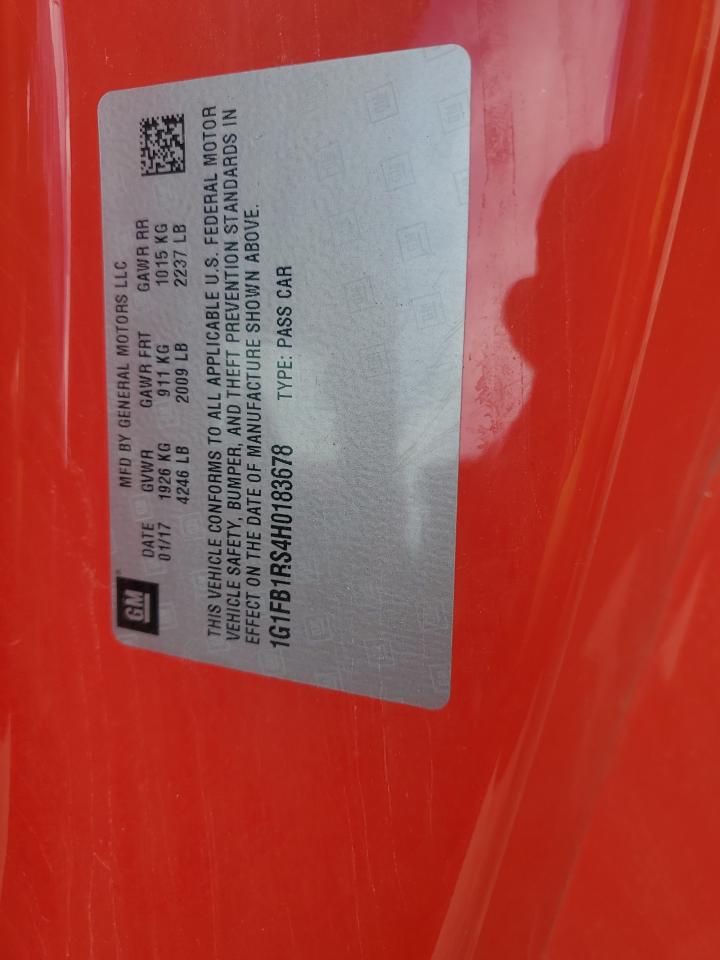 GM
MFD BY GENERAL MOTORS LLC
DATE GVWR GAWR FRT GAWR RR
01/17 1926 KG 911 KG 1015 KG
4246 LB 2009 LB 2237 LB
THIS VEHICLE CONFORMS TO ALL APPLICABLE U.S. FEDERAL MOTOR
VEHICLE SAFETY, BUMPER, AND THEFT PREVENTION STANDARDS IN
EFFECT ON THE DATE OF MANUFACTURE SHOWN ABOVE.
1G1FB1RS4H0183678 TYPE: PASS CAR